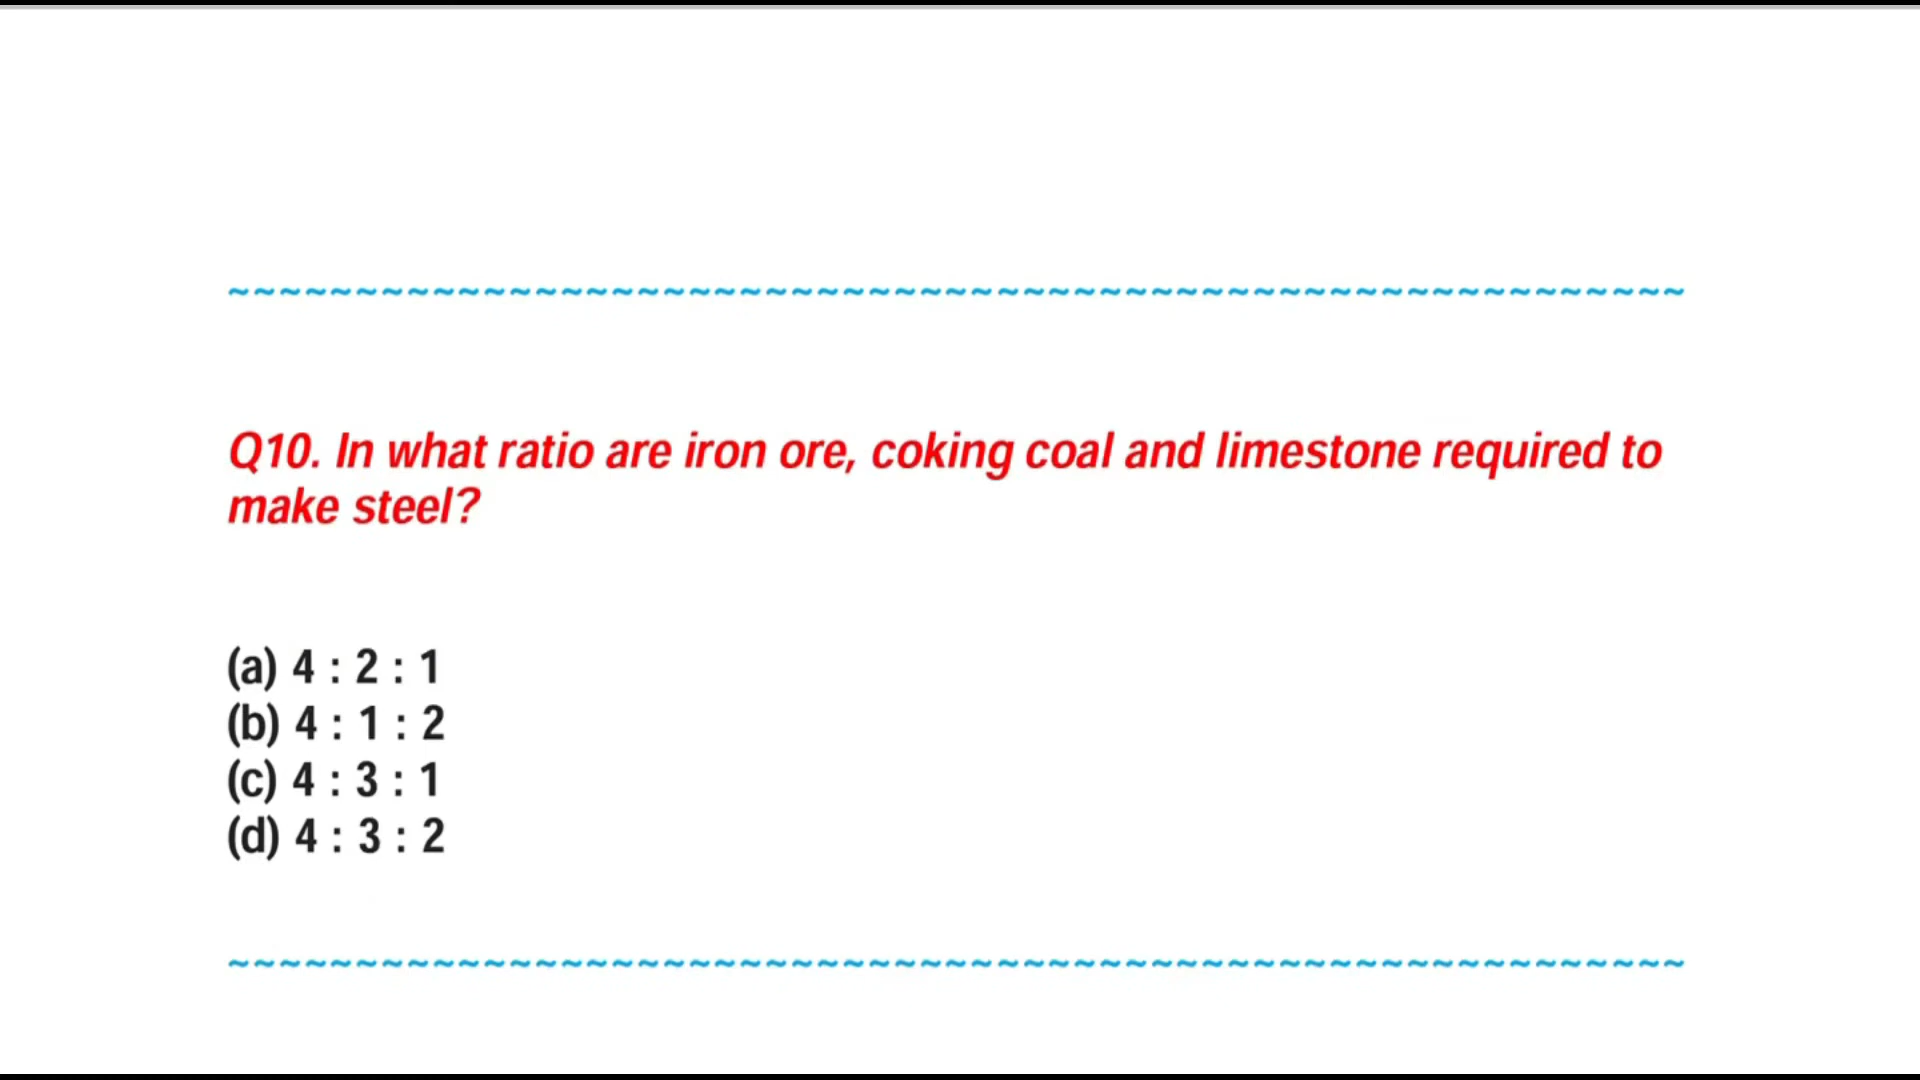 ~~~~~~~~~~~~~~~~~~~~~~~~~~~~~~~~~~~~~~~~~~~~~~~~~~~~~~~~~
Q10. In what ratio are iron ore, coking coal and limestone required to
make steel?
(a) 4 : 2 : 1
(b) 4 : 1 : 2
(c) 4 : 3 : 1
(d) 4 : 3 : 2
~~~~~~~~~~~~~~~~~~~~~~~~~~~~~~~~~~~~~~~~~~~~~~~~~~~~~~~~~